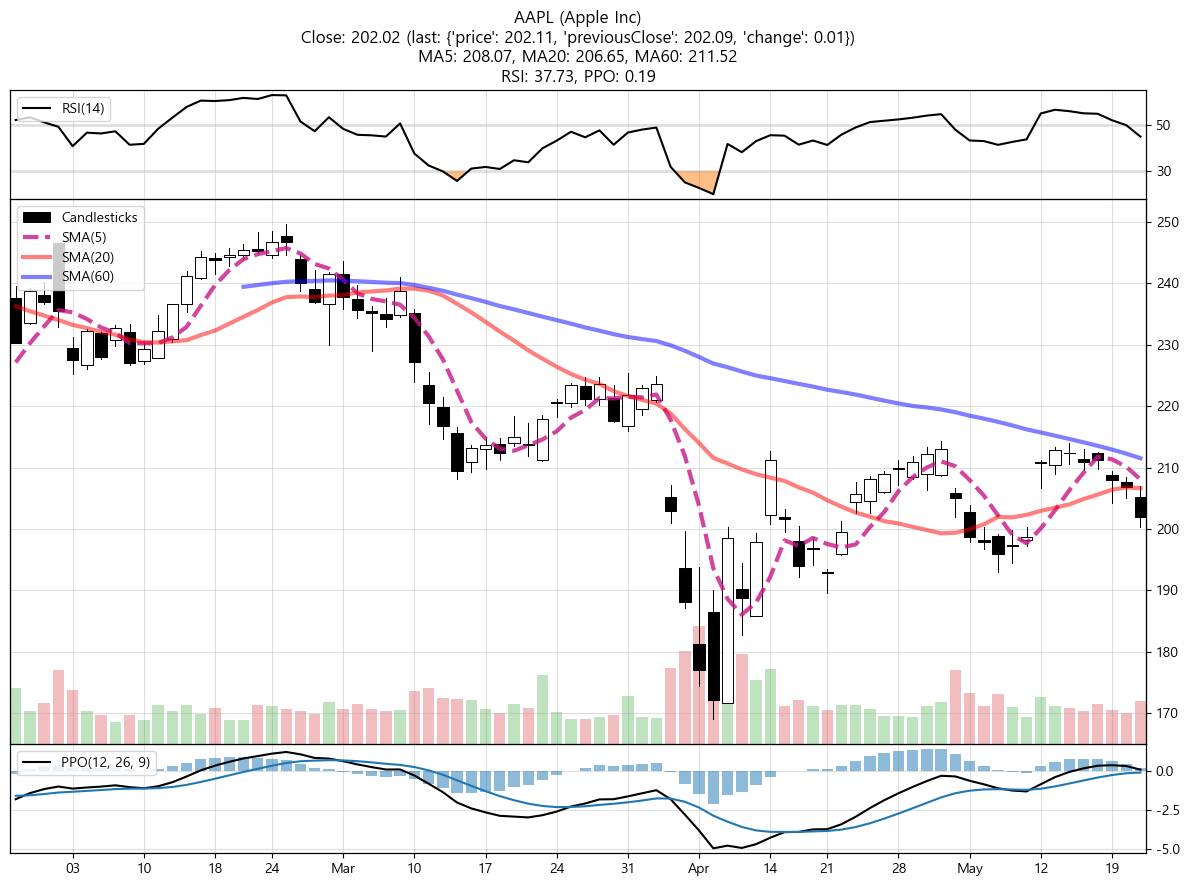 AAPL (Apple Inc)
Close: 202.02 (last: {'price': 202.11, 'previousClose': 202.09, 'change': 0.01})
MA5: 208.07, MA20: 206.65, MA60: 211.52
RSI: 37.73, PPO: 0.19
RSI(14)
50
30
Candlesticks
SMA(5)
SMA(20)
SMA(60)
250
240
230
220
210
200
190
180
170
PPO(12, 26, 9)
0.0
-2.5
-5.0
03 10 18 24 Mar 10 17 24 31 Apr 14 21 28 May 12 19